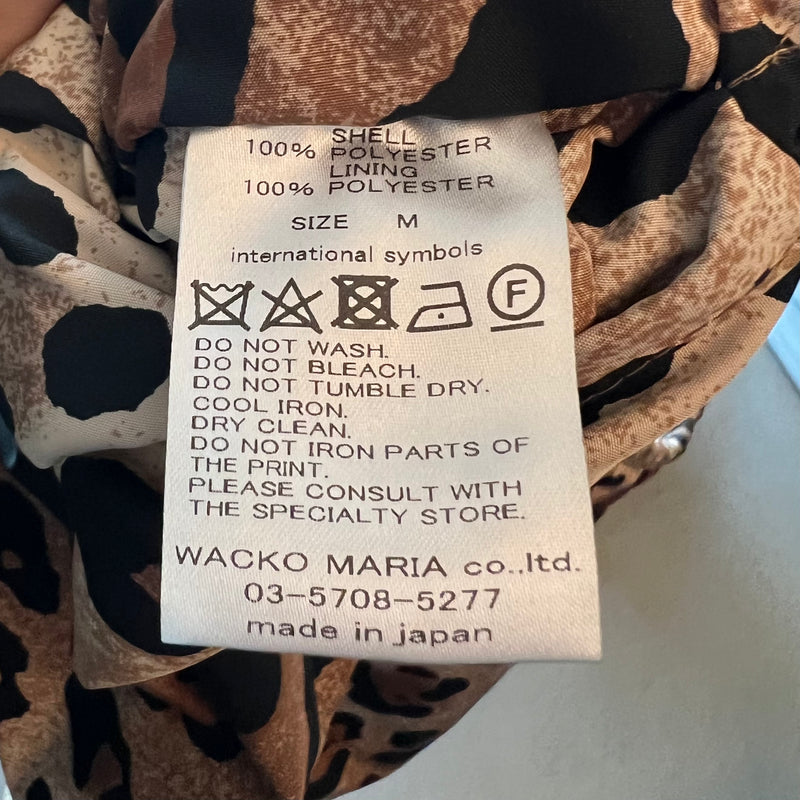 SHELL
100% POLYESTER
LINING
100% POLYESTER
SIZE M
international symbols
F
DO NOT WASH.
DO NOT BLEACH.
DO NOT TUMBLE DRY.
COOL IRON.
DRY CLEAN.
DO NOT IRON PARTS OF
THE PRINT.
PLEASE CONSULT WITH
THE SPECIALTY STORE.
WACKO MARIA co.,ltd.
03-5708-5277
made in japan